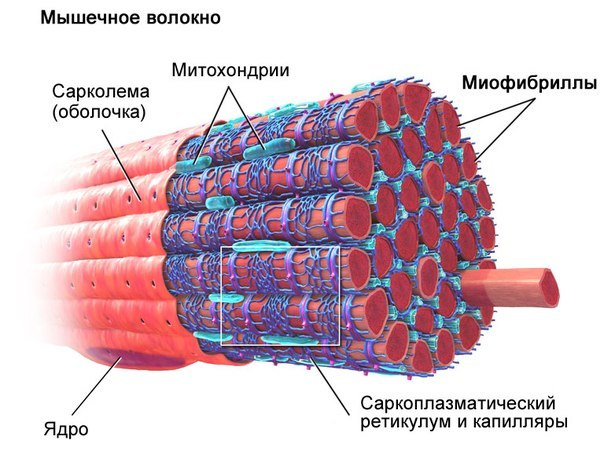 Мышечное волокно
Митохондрии
Сарколема
(оболочка)
Миофибриллы
Саркоплазматический
ретикулум и капилляры
Ядро